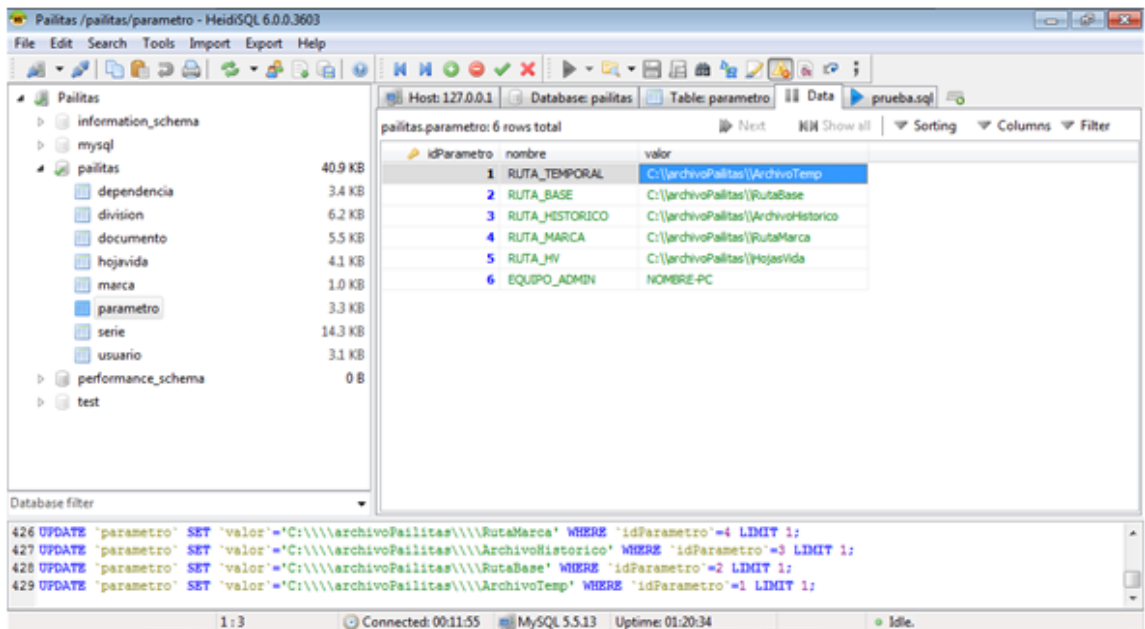 Pailitas /pailitas/parametro - HeidiSQL 6.0.0.3603
File Edit Search Tools Import Export Help
Host: 127.0.0.1 Database: pailitas Table: parametro Data prueba.sql
Pailitas
information_schema
mysql
pailitas 40.9 KB
dependencia 3.4 KB
division 6.2 KB
documento 5.5 KB
hojavida 4.1 KB
marca 1.0 KB
parametro 3.3 KB
serie 14.3 KB
usuario 3.1 KB
performance_schema 0 B
test
Database filter
pailitas.parametro: 6 rows total Next Show all Sorting Columns Filter
idParametro nombre valor
1 RUTA_TEMPORAL C:\\archivoPailitas\\ArchivoTemp
2 RUTA_BASE C:\\archivoPailitas\\RutaBase
3 RUTA_HISTORICO C:\\archivoPailitas\\ArchivoHistorico
4 RUTA_MARCA C:\\archivoPailitas\\RutaMarca
5 RUTA_HV C:\\archivoPailitas\\HojasVida
6 EQUIPO_ADMIN NOMBRE-PC
426 UPDATE `parametro` SET `valor`='C:\\\\archivoPailitas\\\\RutaMarca' WHERE `idParametro`=4 LIMIT 1;
427 UPDATE `parametro` SET `valor`='C:\\\\archivoPailitas\\\\ArchivoHistorico' WHERE `idParametro`=3 LIMIT 1;
428 UPDATE `parametro` SET `valor`='C:\\\\archivoPailitas\\\\RutaBase' WHERE `idParametro`=2 LIMIT 1;
429 UPDATE `parametro` SET `valor`='C:\\\\archivoPailitas\\\\ArchivoTemp' WHERE `idParametro`=1 LIMIT 1;
1 : 3 Connected: 00:11:55 MySQL 5.5.13 Uptime: 01:20:34 Idle.